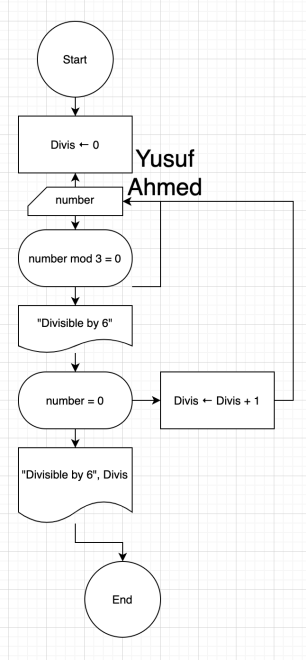 Start
Divis ← 0
Yusuf
Ahmed
number
number mod 3 = 0
"Divisible by 6"
number = 0
Divis ← Divis + 1
"Divisible by 6", Divis
End